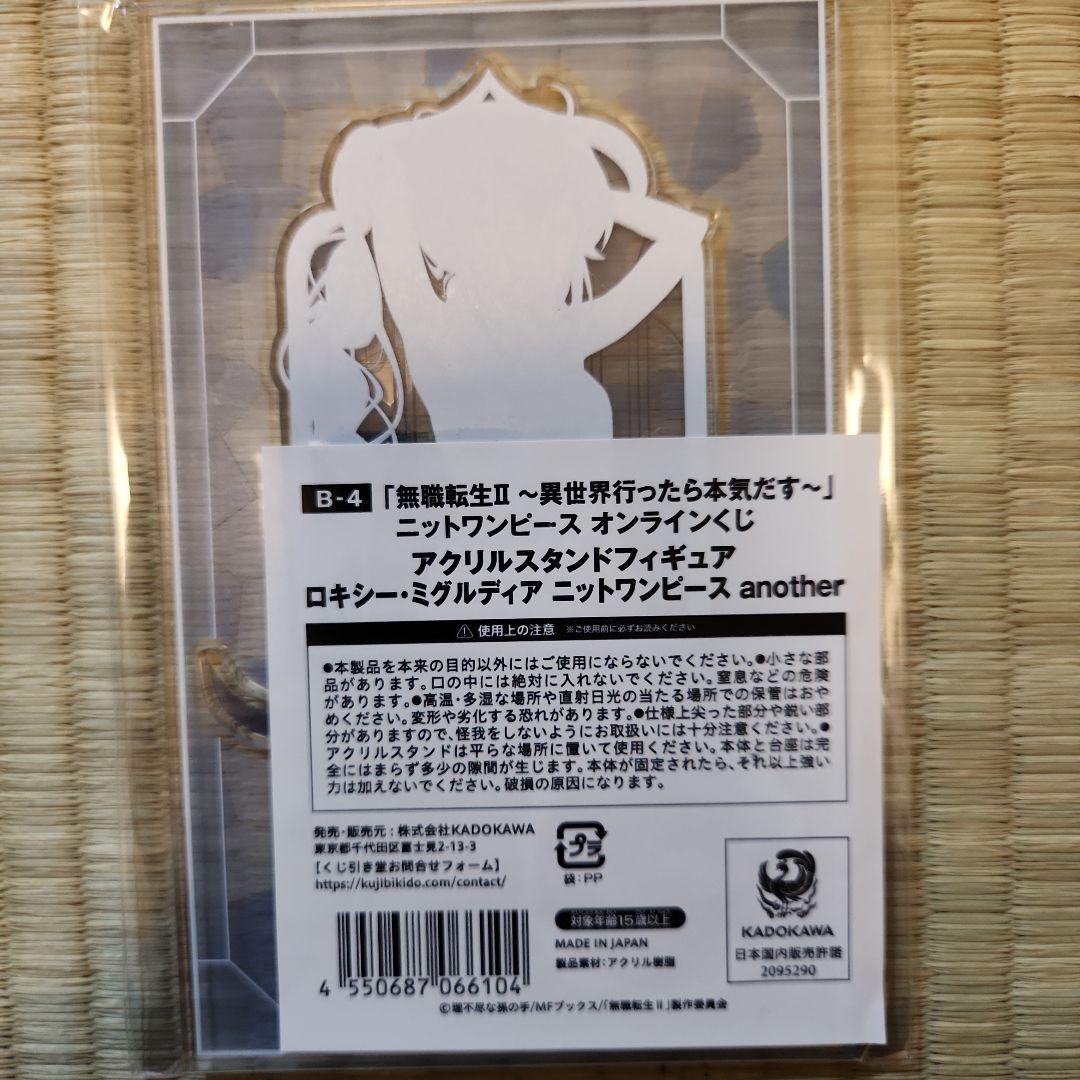 B-4 「無職転生Ⅱ ～異世界行ったら本気だす～」
ニットワンピース オンラインくじ
アクリルスタンドフィギュア
ロキシー・ミグルディア ニットワンピース another
⚠ 使用上の注意 ※ご使用前に必ずお読みください
●本製品を本来の目的以外にはご使用にならないでください。●小さな部
品があります。口の中には絶対に入れないでください。窒息などの危険
があります。●高温・多湿な場所や直射日光の当たる場所での保管はおや
めください。変形や劣化する恐れがあります。●仕様上尖った部分や鋭い部
分がありますので、怪我をしないようにお取扱いには十分注意ください。●
アクリルスタンドは平らな場所に置いて使用ください。本体と台座は完
全にはまらず多少の隙間が生じます。本体が固定されたら、それ以上強い
力は加えないでください。破損の原因になります。
発売・販売元：株式会社KADOKAWA
東京都千代田区富士見2-13-3
【くじ引き堂お問合せフォーム】
https://kujibikido.com/contact/
プラ
袋：PP
対象年齢15歳以上
MADE IN JAPAN
製品素材：アクリル樹脂
KADOKAWA
日本国内販売許諾
2095290
4 550687 066104
©理不尽な孫の手/MFブックス/「無職転生Ⅱ」製作委員会